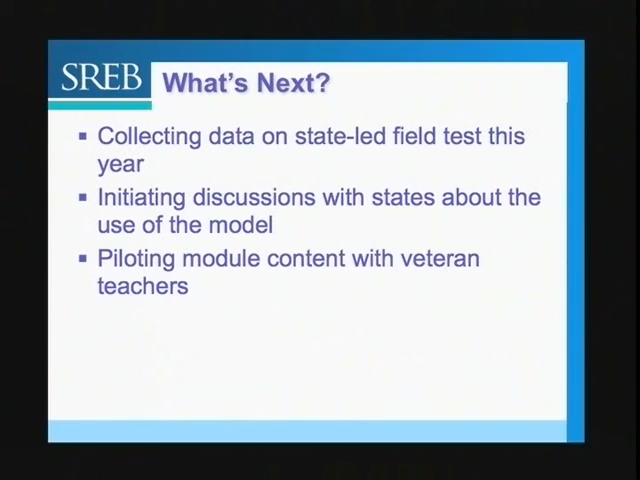 SREB
What's Next?
▪ Collecting data on state-led field test this
year
▪ Initiating discussions with states about the
use of the model
▪ Piloting module content with veteran
teachers